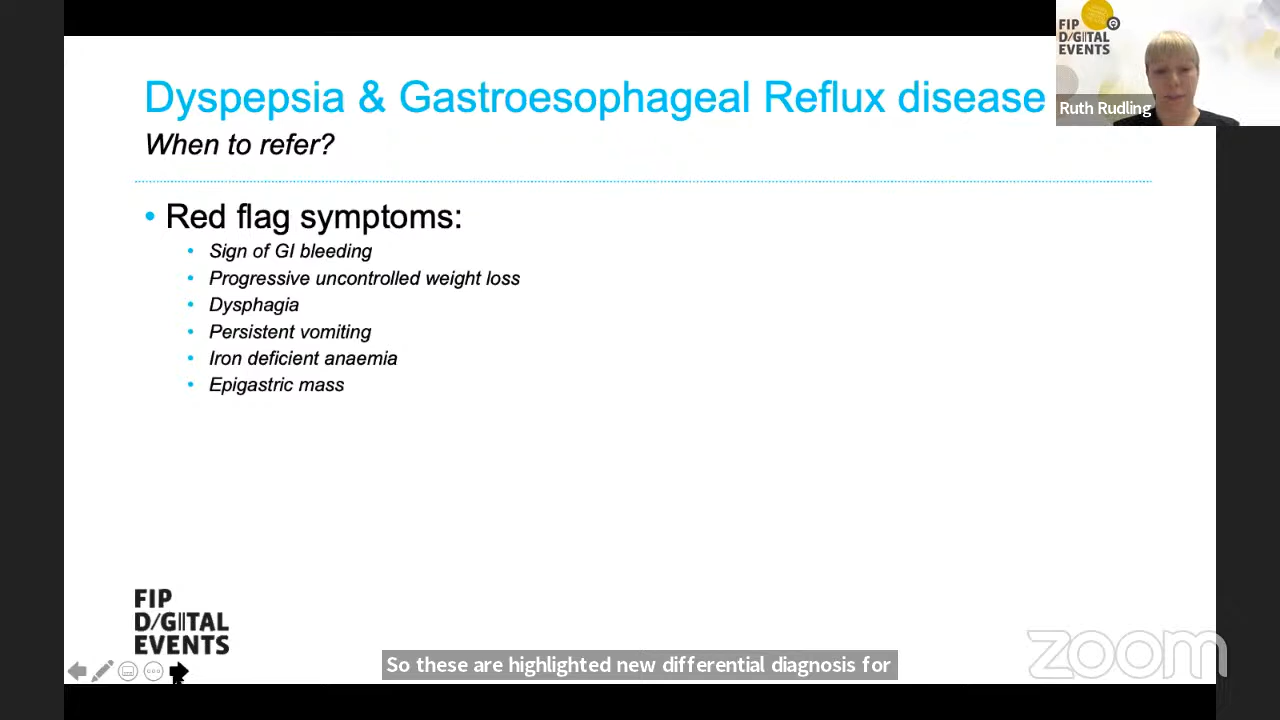 Dyspepsia & Gastroesophageal Reflux disease
When to refer?
• Red flag symptoms:
• Sign of GI bleeding
• Progressive uncontrolled weight loss
• Dysphagia
• Persistent vomiting
• Iron deficient anaemia
• Epigastric mass
FIP
D/GITAL
EVENTS
Ruth Rudling
FIP
D/GITAL
EVENTS
So these are highlighted new differential diagnosis for
zoom